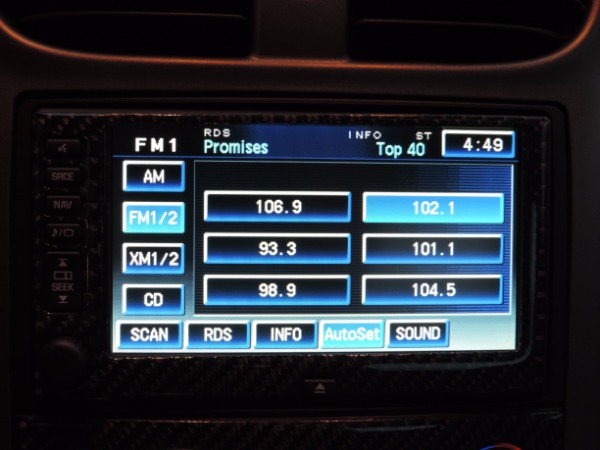 RDS INFO ST
FM1 Promises Top 40 4:49
AM
106.9 102.1
SRCE
FM1/2
NAV
93.3 101.1
XM1/2
SEEK
98.9 104.5
CD
SCAN RDS INFO AutoSet SOUND